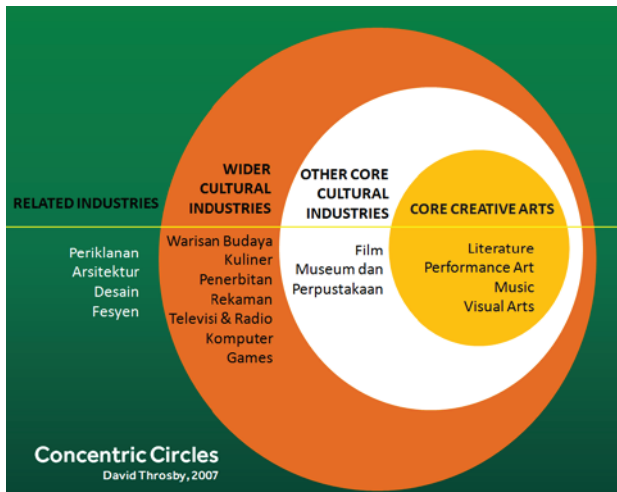 RELATED INDUSTRIES
Periklanan
Arsitektur
Desain
Fesyen
WIDER
CULTURAL
INDUSTRIES
Warisan Budaya
Kuliner
Penerbitan
Rekaman
Televisi & Radio
Komputer
Games
OTHER CORE
CULTURAL
INDUSTRIES
Film
Museum dan
Perpustakaan
CORE CREATIVE ARTS
Literature
Performance Art
Music
Visual Arts
Concentric Circles
David Throsby, 2007